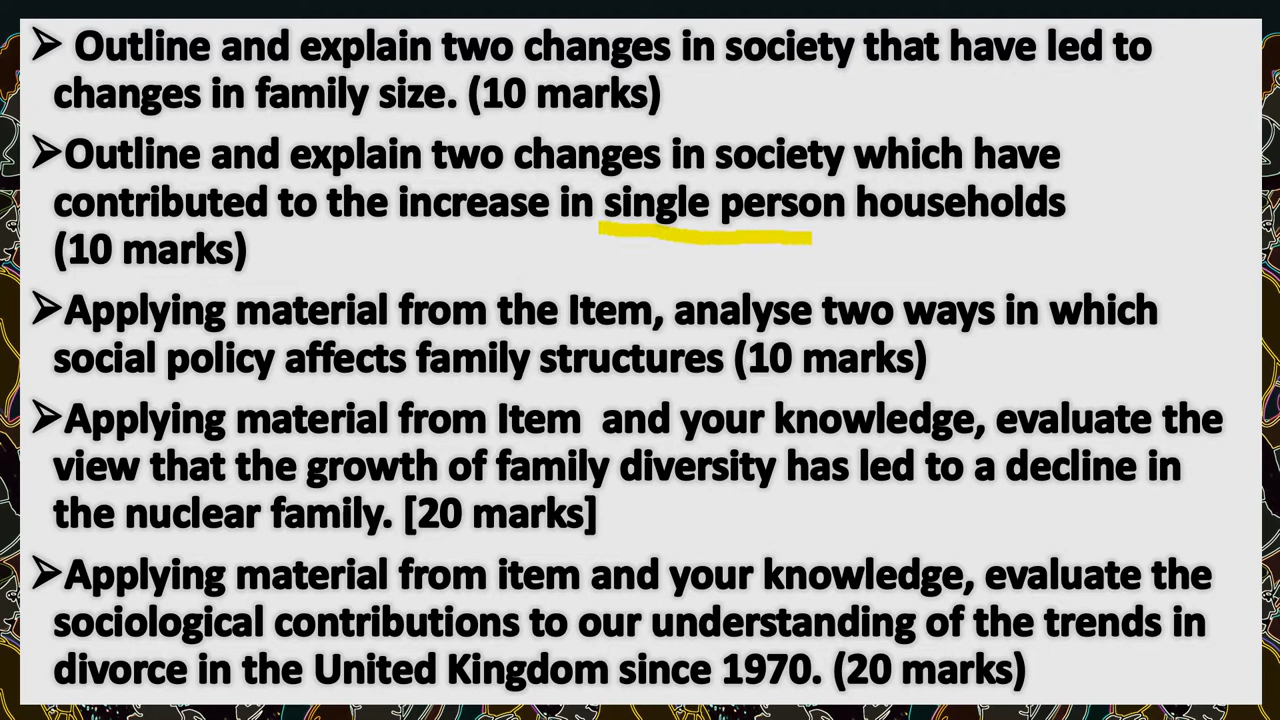 ➢ Outline and explain two changes in society that have led to
changes in family size. (10 marks)
➢Outline and explain two changes in society which have
contributed to the increase in single person households
(10 marks)
➢Applying material from the Item, analyse two ways in which
social policy affects family structures (10 marks)
➢Applying material from Item  and your knowledge, evaluate the
view that the growth of family diversity has led to a decline in
the nuclear family. [20 marks]
➢Applying material from item and your knowledge, evaluate the
sociological contributions to our understanding of the trends in
divorce in the United Kingdom since 1970. (20 marks)